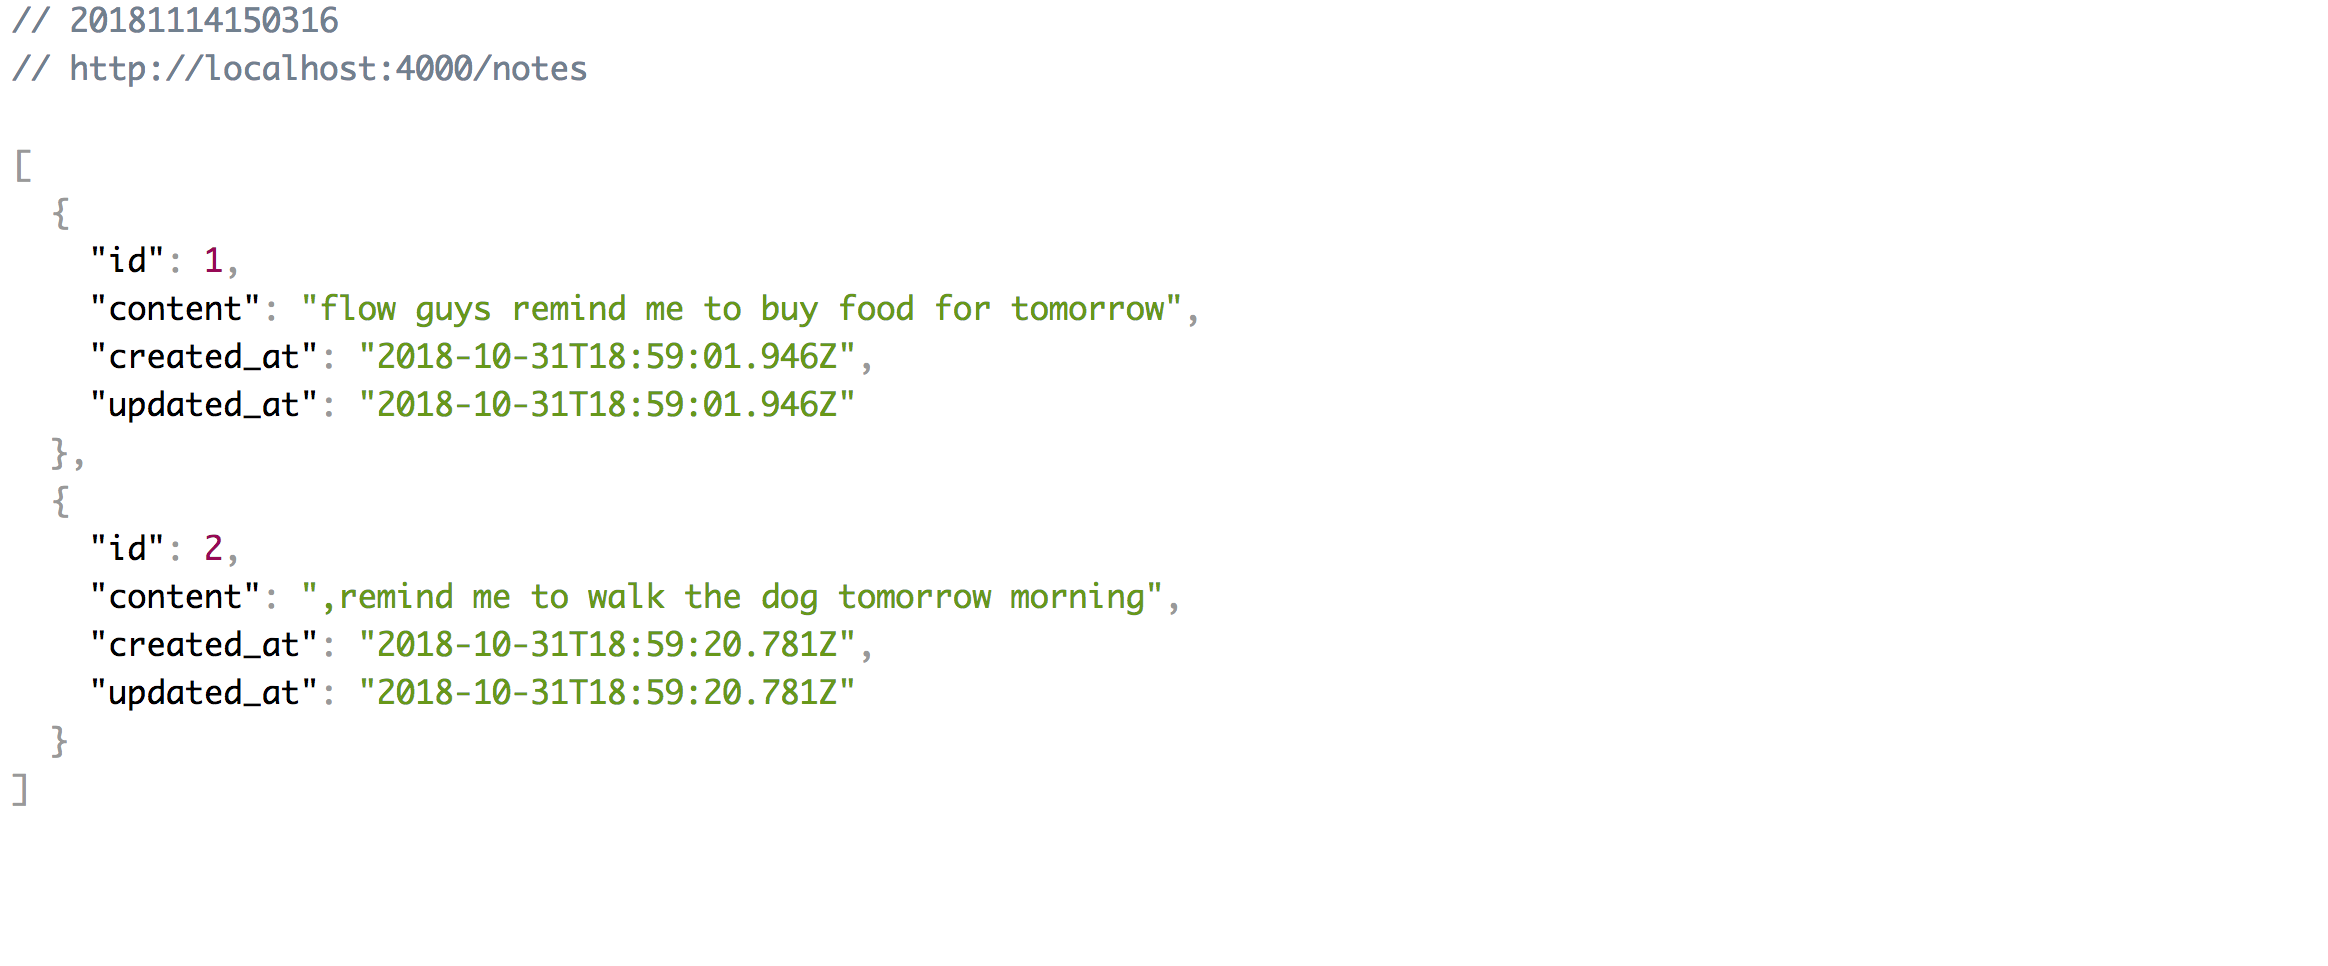 // 20181114150316
// http://localhost:4000/notes

[
  {
    "id": 1,
    "content": "flow guys remind me to buy food for tomorrow",
    "created_at": "2018-10-31T18:59:01.946Z",
    "updated_at": "2018-10-31T18:59:01.946Z"
  },
  {
    "id": 2,
    "content": ",remind me to walk the dog tomorrow morning",
    "created_at": "2018-10-31T18:59:20.781Z",
    "updated_at": "2018-10-31T18:59:20.781Z"
  }
]